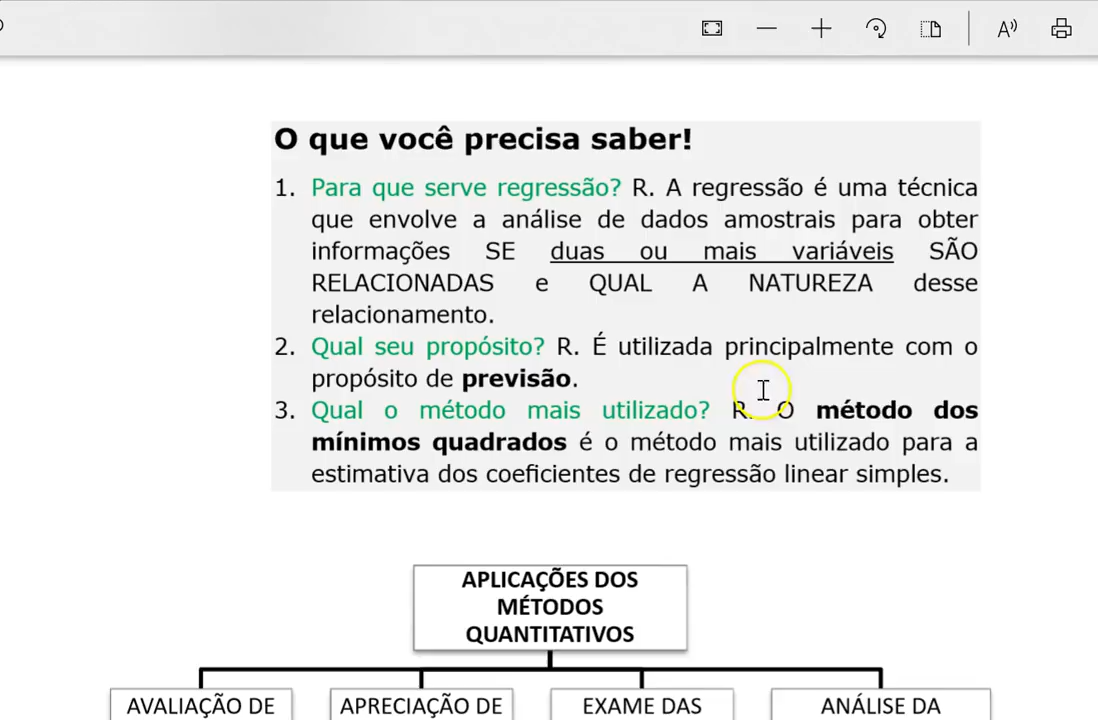 O que você precisa saber!
1. Para que serve regressão? R. A regressão é uma técnica
que envolve a análise de dados amostrais para obter
informações SE duas ou mais variáveis SÃO
RELACIONADAS e QUAL A NATUREZA desse
relacionamento.
2. Qual seu propósito? R. É utilizada principalmente com o
propósito de previsão.
3. Qual o método mais utilizado? R. O método dos
mínimos quadrados é o método mais utilizado para a
estimativa dos coeficientes de regressão linear simples.
APLICAÇÕES DOS
MÉTODOS
QUANTITATIVOS
AVALIAÇÃO DE
APRECIAÇÃO DE
EXAME DAS
ANÁLISE DA